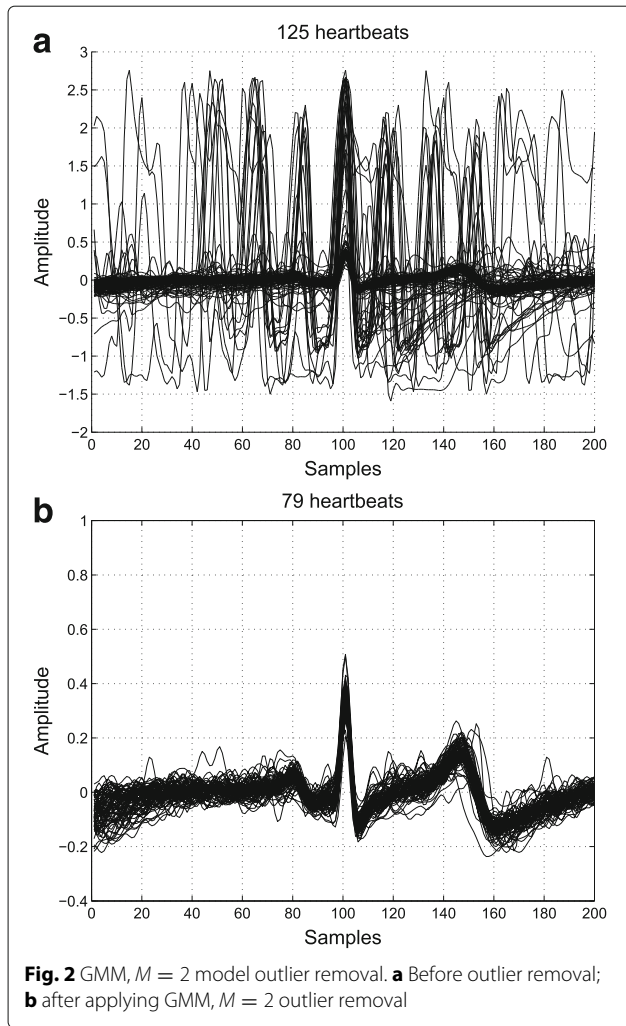 a
125 heartbeats
3
2.5
2
1.5
1
0.5
0
−0.5
−1
−1.5
−2
Amplitude
0 20 40 60 80 100 120 140 160 180 200
Samples
b
79 heartbeats
1
0.8
0.6
0.4
0.2
0
−0.2
−0.4
Amplitude
0 20 40 60 80 100 120 140 160 180 200
Samples
Fig. 2 GMM, M = 2 model outlier removal. a Before outlier removal;
b after applying GMM, M = 2 outlier removal